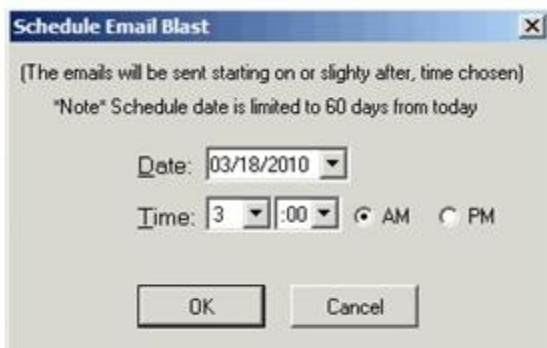 Schedule Email Blast
(The emails will be sent starting on or slighty after, time chosen)
*Note* Schedule date is limited to 60 days from today
Date: 03/18/2010
Time: 3 :00 AM PM
OK Cancel